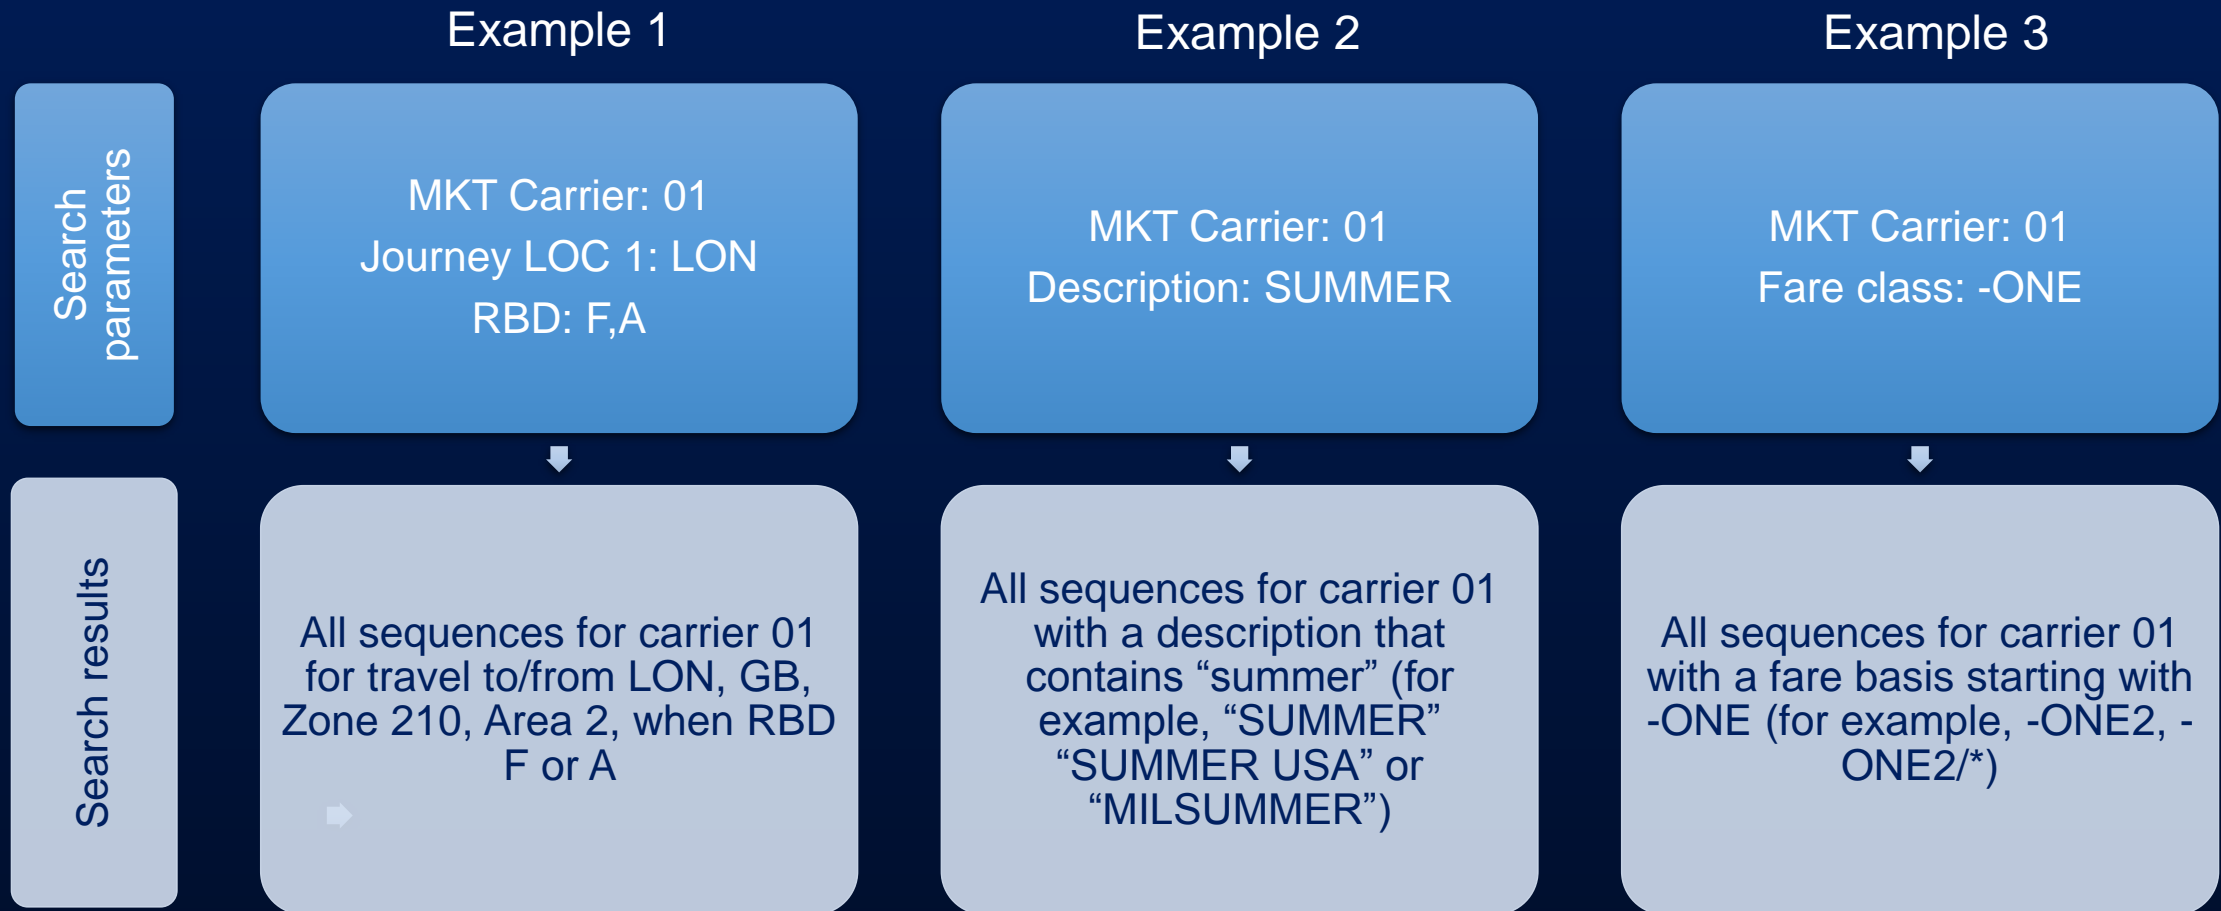 Example 1
Example 2
Example 3
Search
parameters
MKT Carrier: 01
Journey LOC 1: LON
RBD: F,A
MKT Carrier: 01
Description: SUMMER
MKT Carrier: 01
Fare class: -ONE
Search results
All sequences for carrier 01
for travel to/from LON, GB,
Zone 210, Area 2, when RBD
F or A
All sequences for carrier 01
with a description that
contains “summer” (for
example, “SUMMER”
“SUMMER USA” or
“MILSUMMER”)
All sequences for carrier 01
with a fare basis starting with
-ONE (for example, -ONE2, -
ONE2/*)